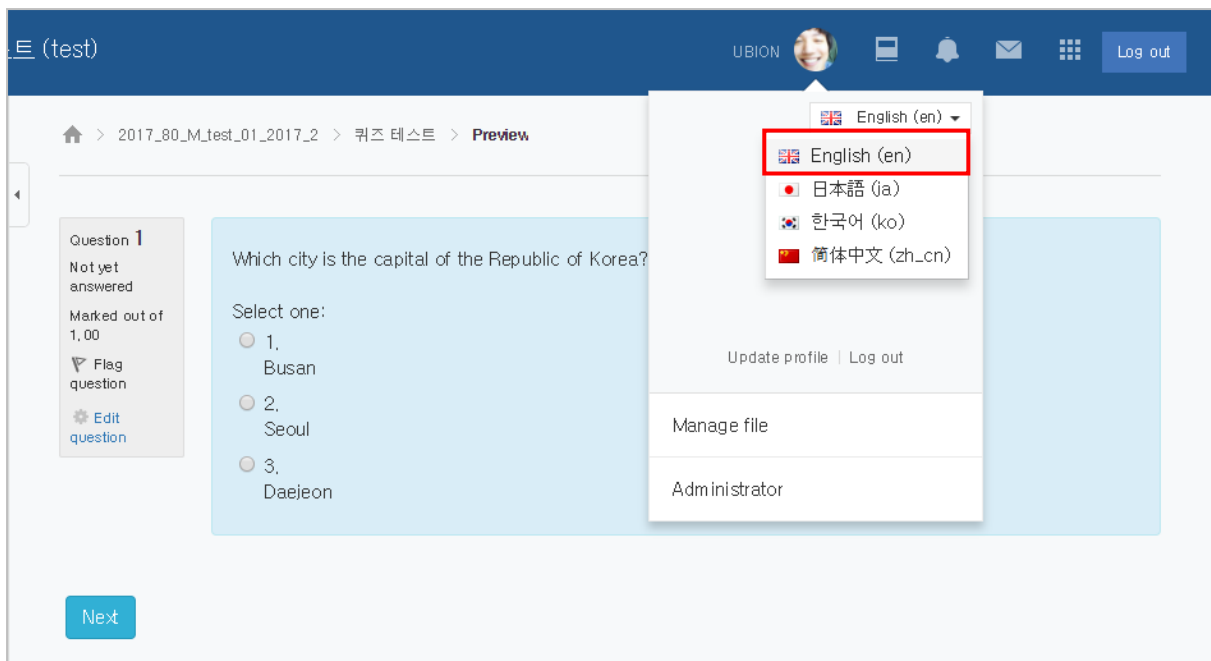 트 (test)
UBION
Log out
2017_80_M_test_01_2017_2 > 퀴즈 테스트 > Preview
English (en)
English (en)
日本語 (ja)
한국어 (ko)
简体中文 (zh_cn)
Update profile | Log out
Manage file
Administrator
Question 1
Not yet
answered
Marked out of
1.00
Flag
question
Edit
question
Which city is the capital of the Republic of Korea?
Select one:
1.
Busan
2.
Seoul
3.
Daejeon
Next